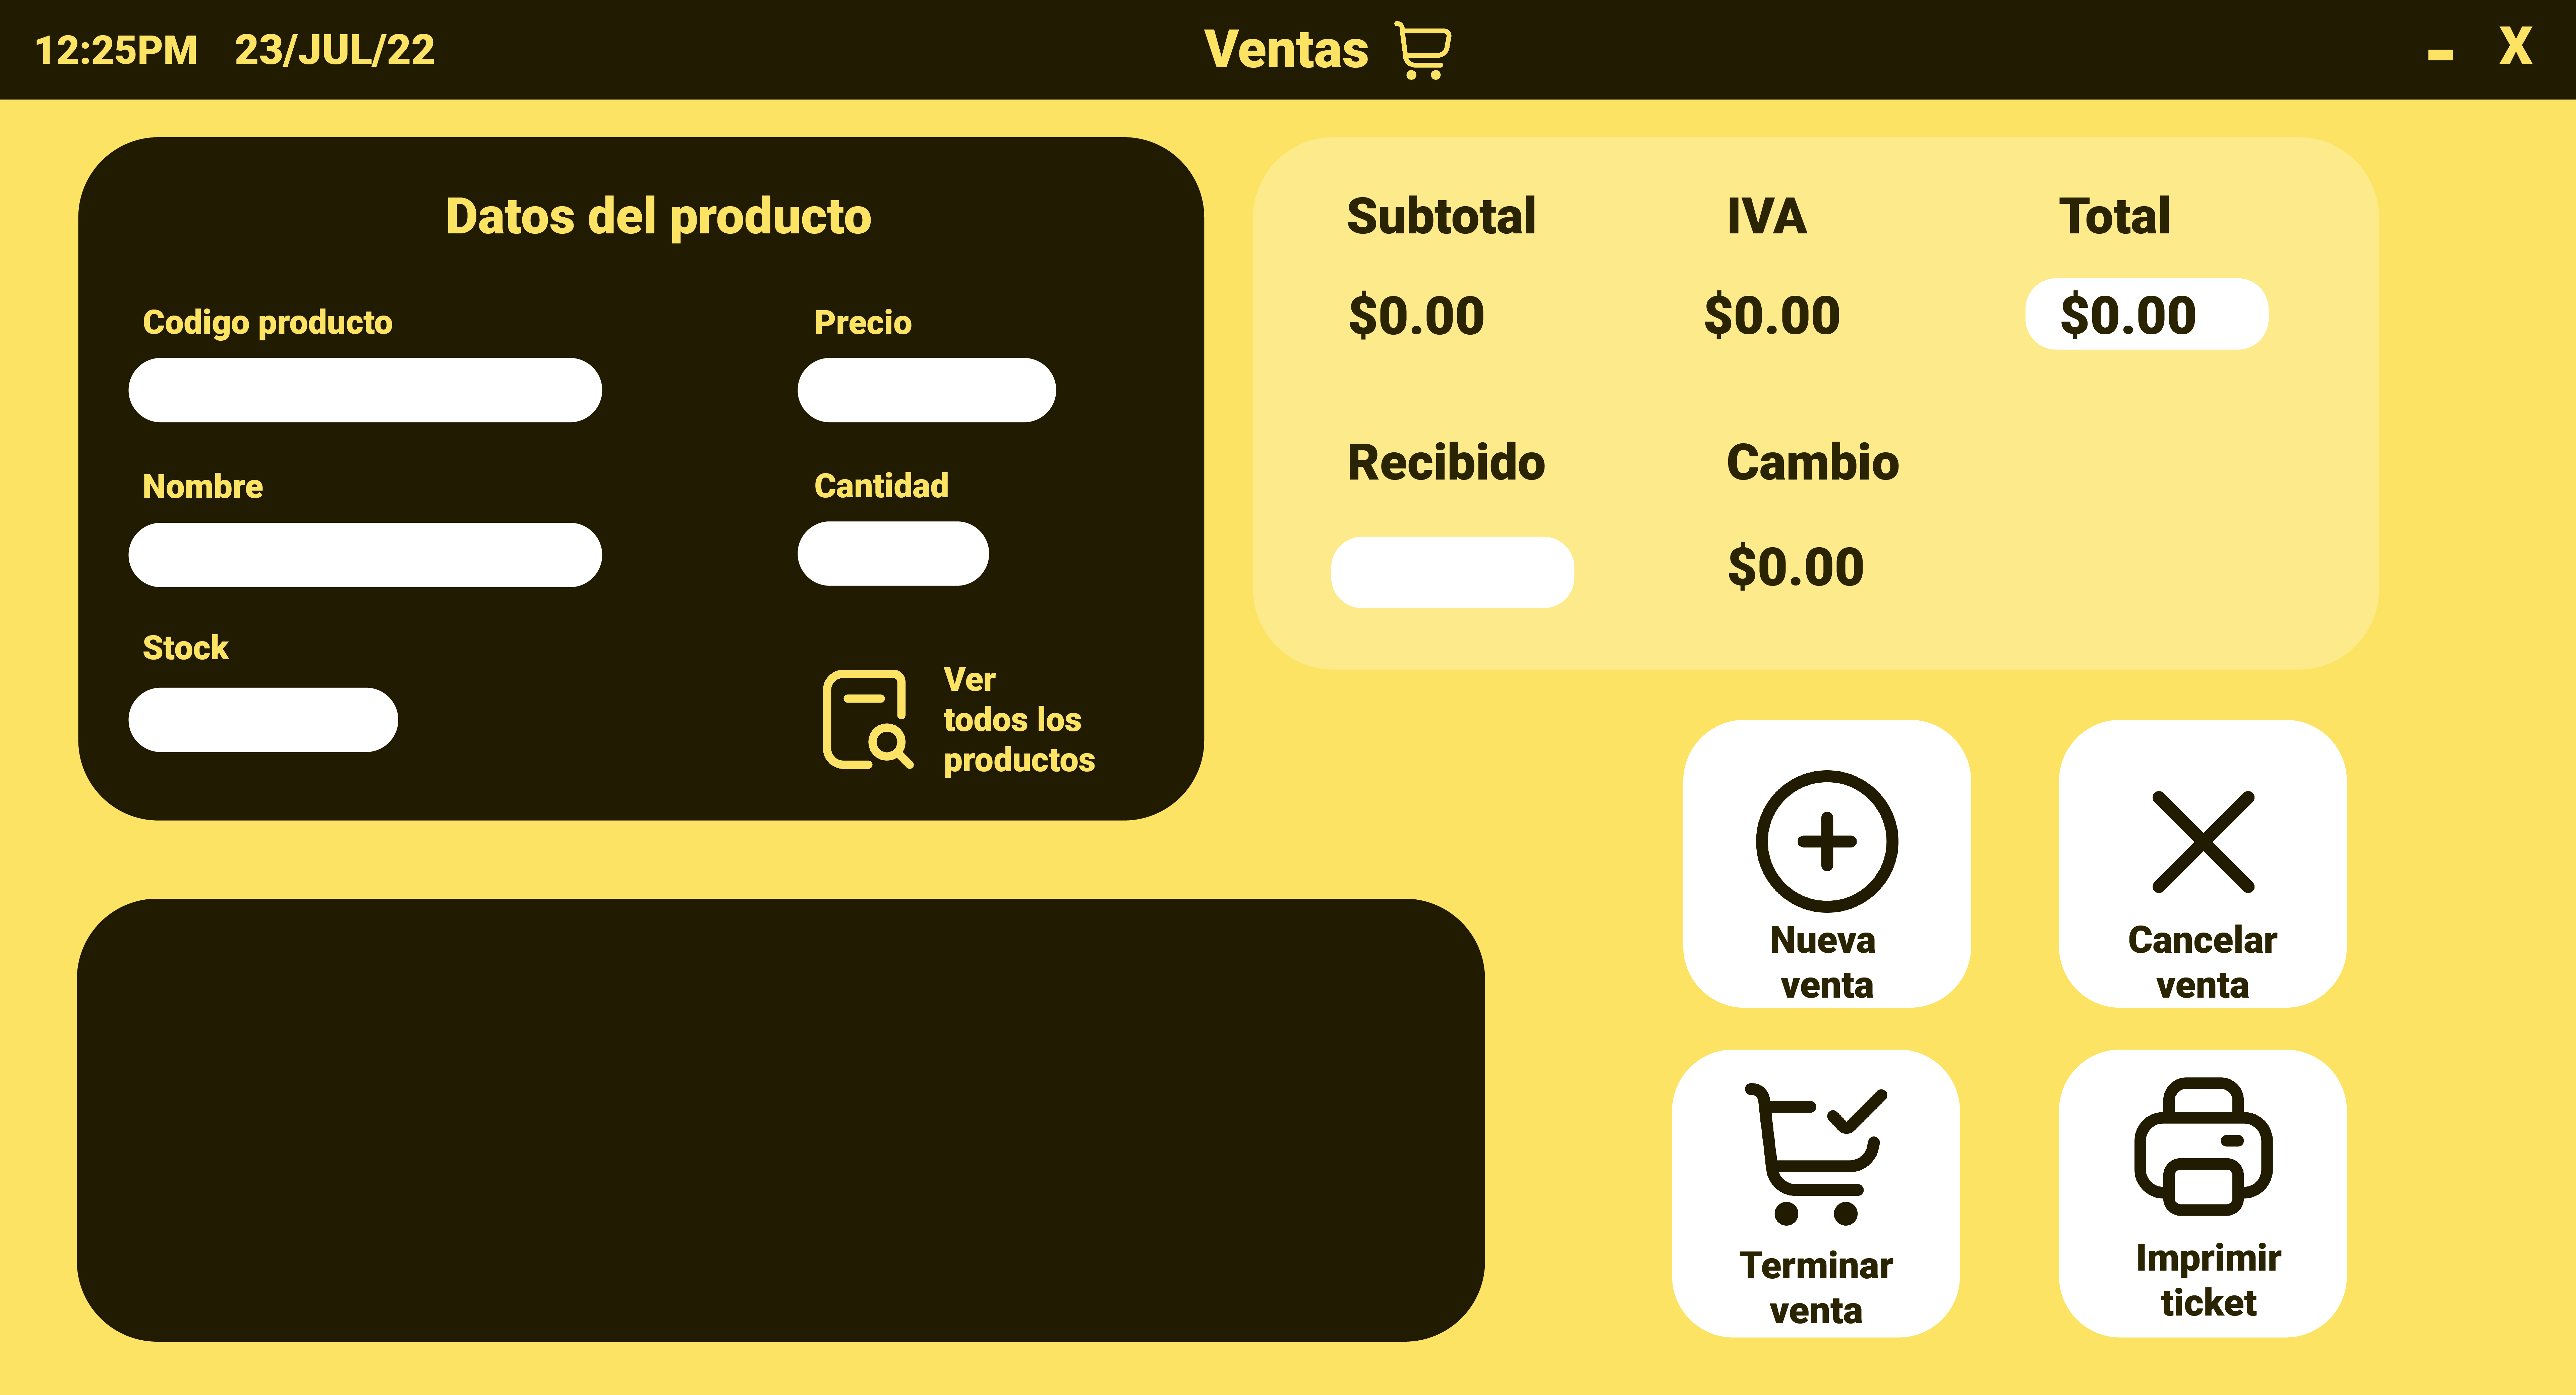 12:25PM 23/JUL/22 Ventas - X
Datos del producto
Codigo producto
Precio
Nombre
Cantidad
Stock
Ver
todos los
productos
Subtotal IVA Total
$0.00 $0.00 $0.00
Recibido Cambio
$0.00
Nueva
venta
Cancelar
venta
Terminar
venta
Imprimir
ticket